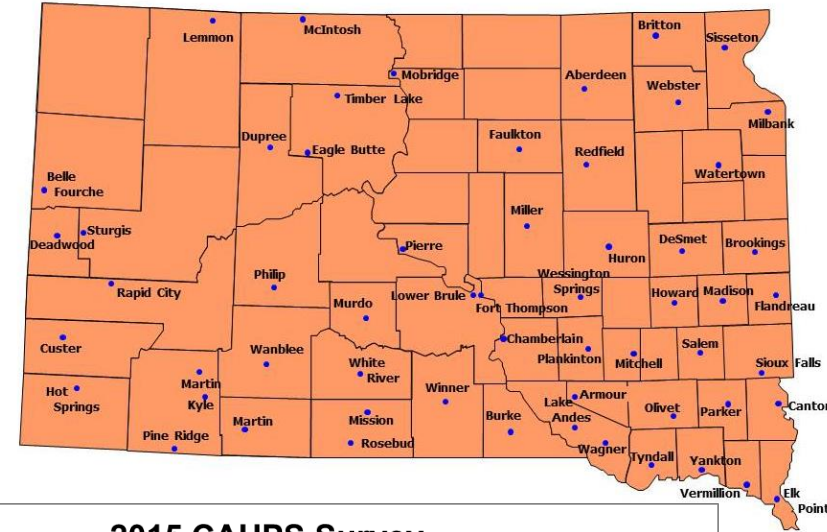 Lemmon
McIntosh
Britton
Sisseton
Mobridge
Aberdeen
Timber Lake
Webster
Milbank
Dupree
Eagle Butte
Faulkton
Redfield
Watertown
Belle
Fourche
Miller
Deadwood
Sturgis
Pierre
Huron
DeSmet
Brookings
Philip
Wessington
Springs
Rapid City
Murdo
Lower Brule
Fort Thompson
Howard
Madison
Flandreau
Custer
Wanblee
Chamberlain
Plankinton
Mitchell
Salem
Sioux Falls
White
River
Hot
Springs
Martin
Kyle
Winner
Lake
Andes
Armour
Olivet
Parker
Canton
Martin
Mission
Burke
Pine Ridge
Rosebud
Wagner
Tyndall
Yankton
Vermillion
Elk
Point
2015 CAHPS Survey